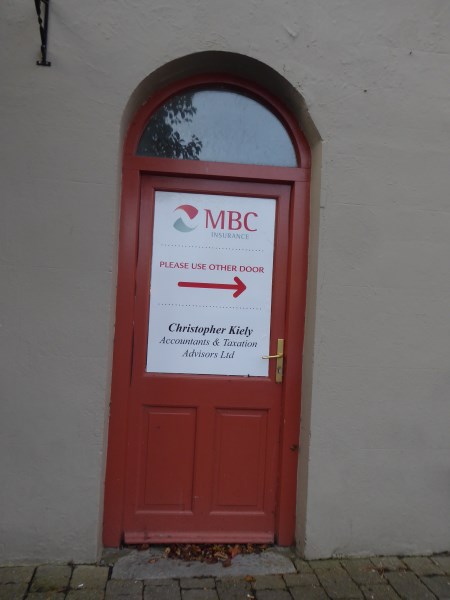 MBC
INSURANCE
PLEASE USE OTHER DOOR
Christopher Kiely
Accountants & Taxation
Advisors Ltd